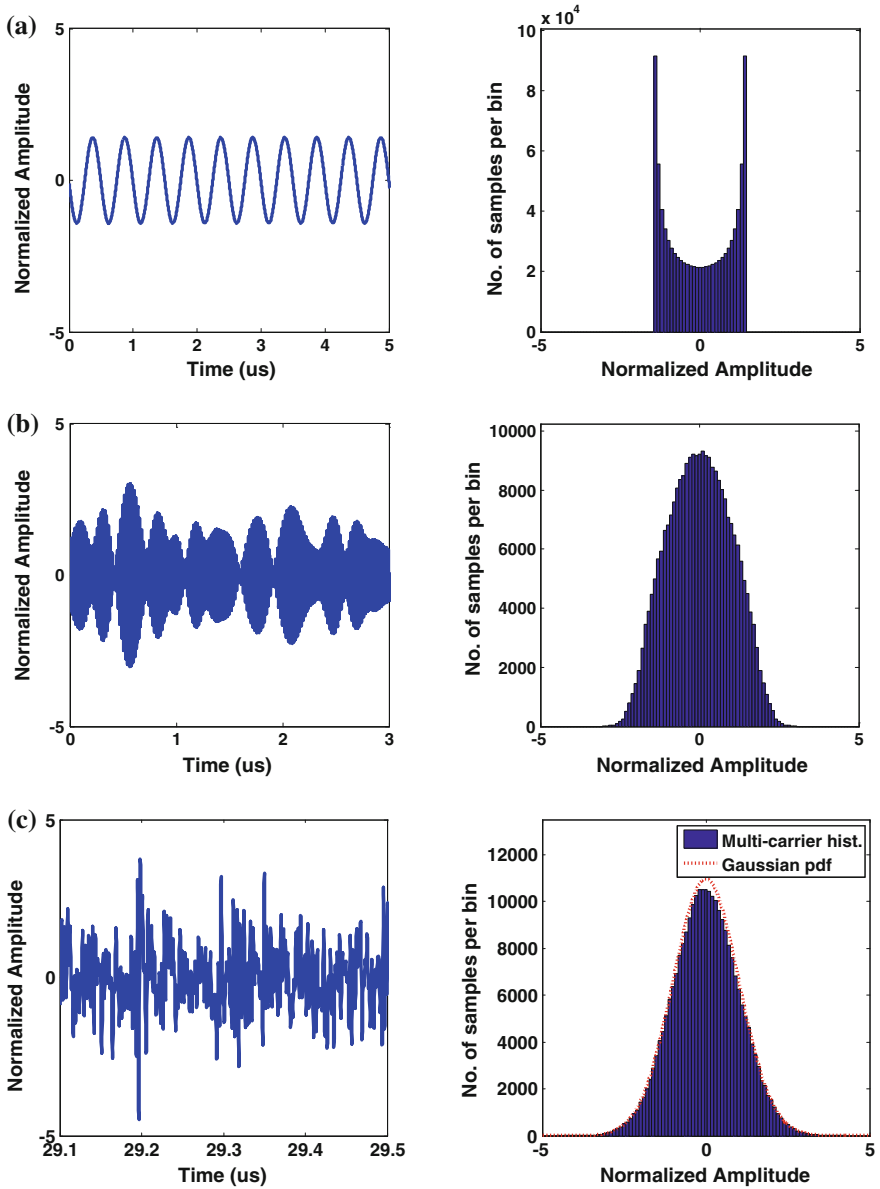 (a)
Normalized Amplitude
5
0
-5
0 1 2 3 4 5
Time (us)
x 10^4
No. of samples per bin
10
8
6
4
2
0
-5 0 5
Normalized Amplitude
(b)
Normalized Amplitude
5
0
-5
0 1 2 3
Time (us)
No. of samples per bin
10000
8000
6000
4000
2000
0
-5 0 5
Normalized Amplitude
(c)
Normalized Amplitude
5
0
-5
29.1 29.2 29.3 29.4 29.5
Time (us)
No. of samples per bin
12000
10000
8000
6000
4000
2000
0
-5 0 5
Normalized Amplitude
Multi-carrier hist.
Gaussian pdf